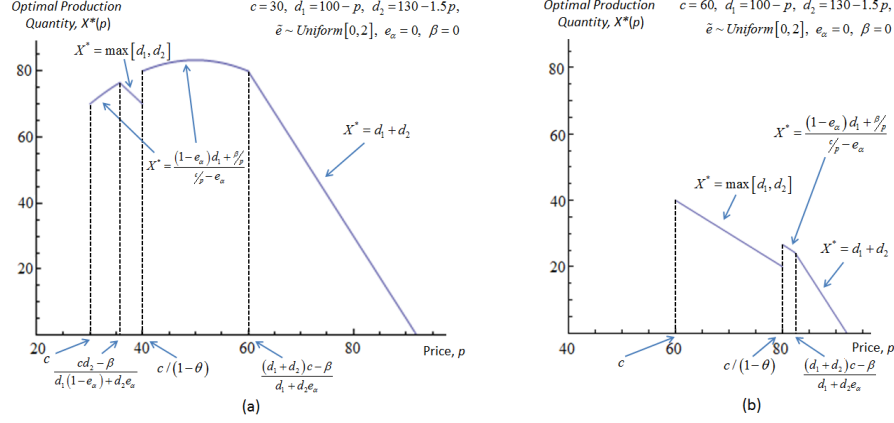 Optimal Production
Quantity, X*(p)
c = 30, d₁ = 100 − p, d₂ = 130 − 1.5p,
ẽ ~ Uniform[0, 2], eα = 0, β = 0
X* = max[d₁, d₂]
80
60
40
20
X* = ((1 − eα)d₁ + β/p) / (c/p − eα)
X* = d₁ + d₂
20 40 60 80
Price, p
c
(cd₂ − β) / (d₁(1 − eα) + d₂eα)
c/(1 − θ)
((d₁ + d₂)c − β) / (d₁ + d₂eα)
(a)
Optimal Production
Quantity, X*(p)
c = 60, d₁ = 100 − p, d₂ = 130 − 1.5p,
ẽ ~ Uniform[0, 2], eα = 0, β = 0
80
60
40
20
X* = ((1 − eα)d₁ + β/p) / (c/p − eα)
X* = max[d₁, d₂]
X* = d₁ + d₂
40 60 80
Price, p
c
c/(1 − θ)
((d₁ + d₂)c − β) / (d₁ + d₂eα)
(b)